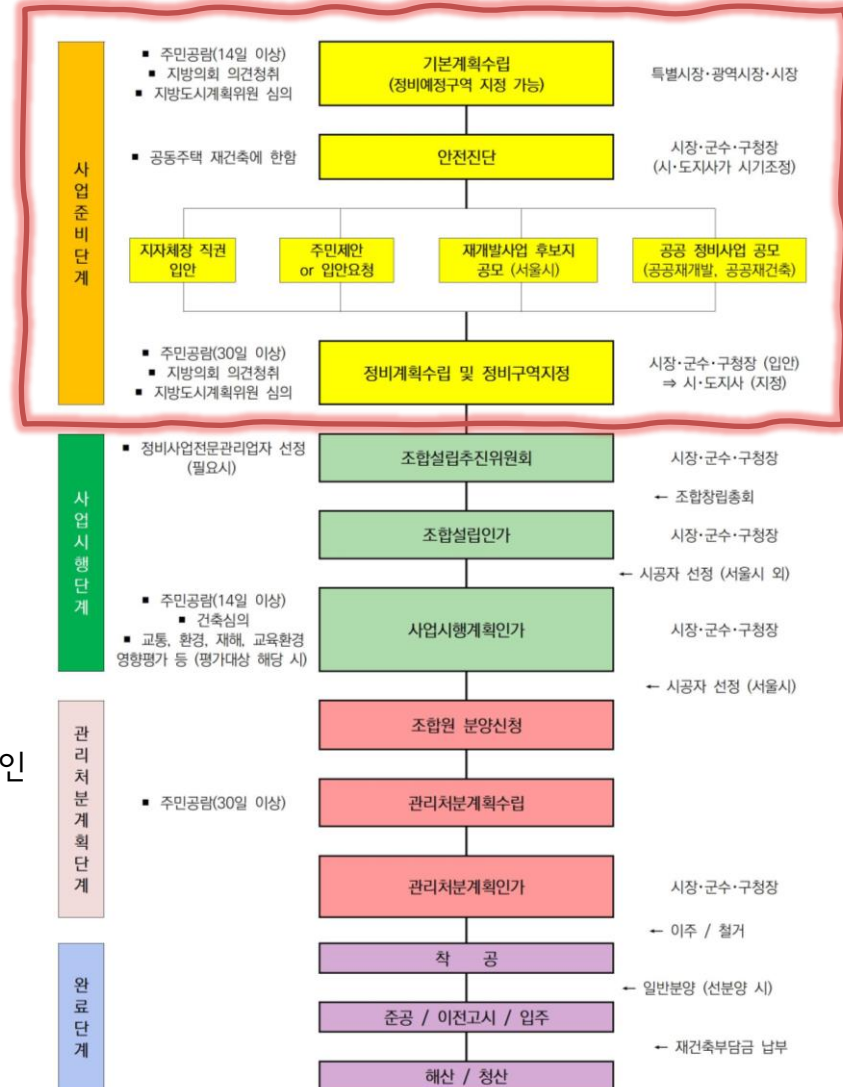 사업준비단계
■ 주민공람(14일 이상)
■ 지방의회 의견청취
■ 지방도시계획위원 심의
기본계획수립
(정비예정구역 지정 가능)
특별시장·광역시장·시장
■ 공동주택 재건축에 한함
안전진단
시장·군수·구청장
(시·도지사가 시기조정)
지자체장 직권
입안
주민제안
or 입안요청
재개발사업 후보지
공모 (서울시)
공공 정비사업 공모
(공공재개발, 공공재건축)
■ 주민공람(30일 이상)
■ 지방의회 의견청취
■ 지방도시계획위원 심의
정비계획수립 및 정비구역지정
시장·군수·구청장 (입안)
⇒ 시·도지사 (지정)
사업시행단계
■ 정비사업전문관리업자 선정
(필요시)
조합설립추진위원회
시장·군수·구청장
← 조합창립총회
조합설립인가
시장·군수·구청장
← 시공자 선정 (서울시 외)
■ 주민공람(14일 이상)
■ 건축심의
■ 교통, 환경, 재해, 교육환경
영향평가 등 (평가대상 해당 시)
사업시행계획인가
시장·군수·구청장
← 시공자 선정 (서울시)
인
관리처분계획단계
조합원 분양신청
■ 주민공람(30일 이상)
관리처분계획수립
관리처분계획인가
시장·군수·구청장
← 이주 / 철거
완료단계
착 공
← 일반분양 (선분양 시)
준공 / 이전고시 / 입주
← 재건축부담금 납부
해산 / 청산